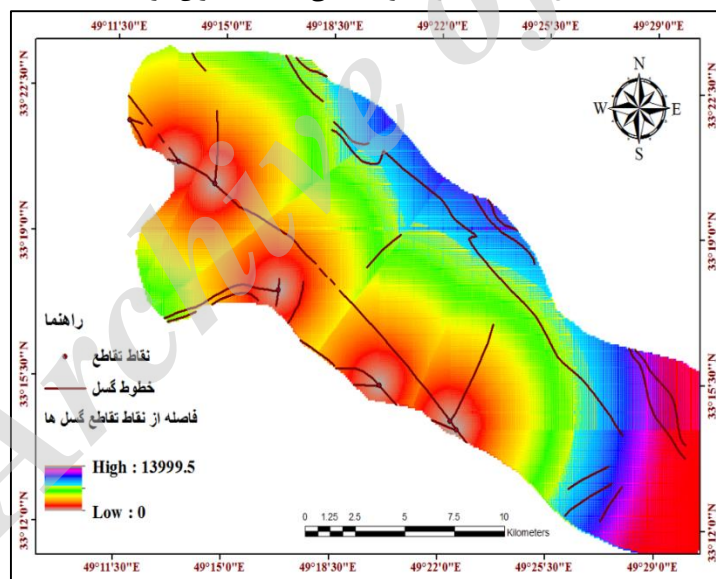 49°11'30"E 49°15'0"E 49°18'30"E 49°22'0"E 49°25'30"E 49°29'0"E
33°22'30"N 33°22'30"N
N
W E
S
33°19'0"N 33°19'0"N
راهنما
نقاط تقاطع
خطوط گسل
فاصله از نقاط تقاطع گسل ها
33°15'30"N 33°15'30"N
High : 13999.5
Low : 0
0 1.25 2.5 5 7.5 10
Kilometers
33°12'0"N 33°12'0"N
49°11'30"E 49°15'0"E 49°18'30"E 49°22'0"E 49°25'30"E 49°29'0"E
Archive of